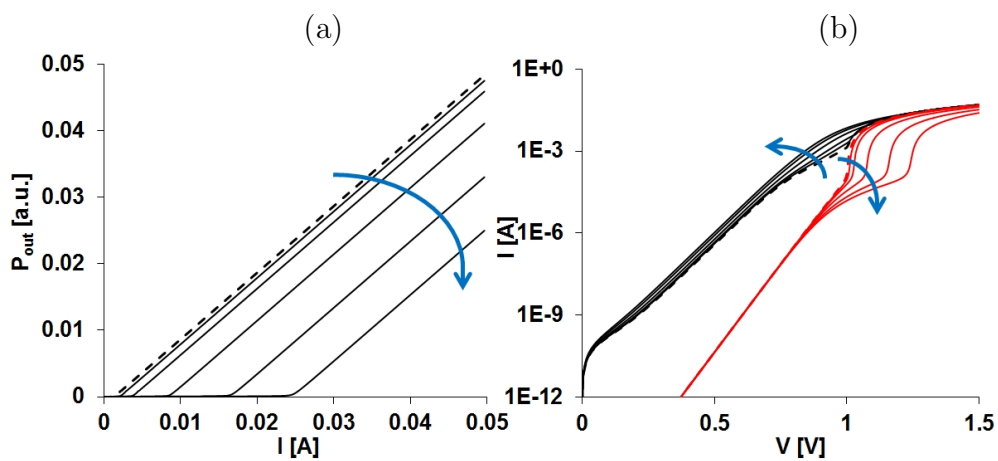 (a)
(b)
0.05
0.04
0.03
0.02
0.01
0
P_out [a.u.]
0 0.01 0.02 0.03 0.04 0.05
I [A]
1E+0
1E-3
1E-6
1E-9
1E-12
I [A]
0 0.5 1 1.5
V [V]